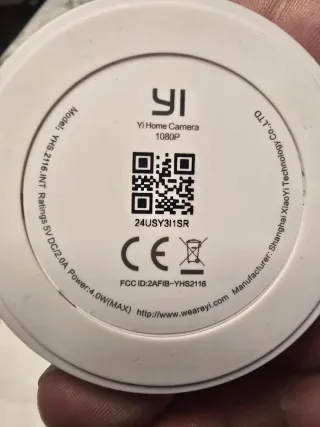 YI
Yi Home Camera
1080P
24USY3I1SR
CE
FCC ID:2AFIB-YHS2116
Model: YHS.2116.INT Ratings 5V DC/2.0A Power:4.0W(MAX) http://www.weareyi.com Manufacturer: Shanghai XiaoYi Technology Co.,LTD